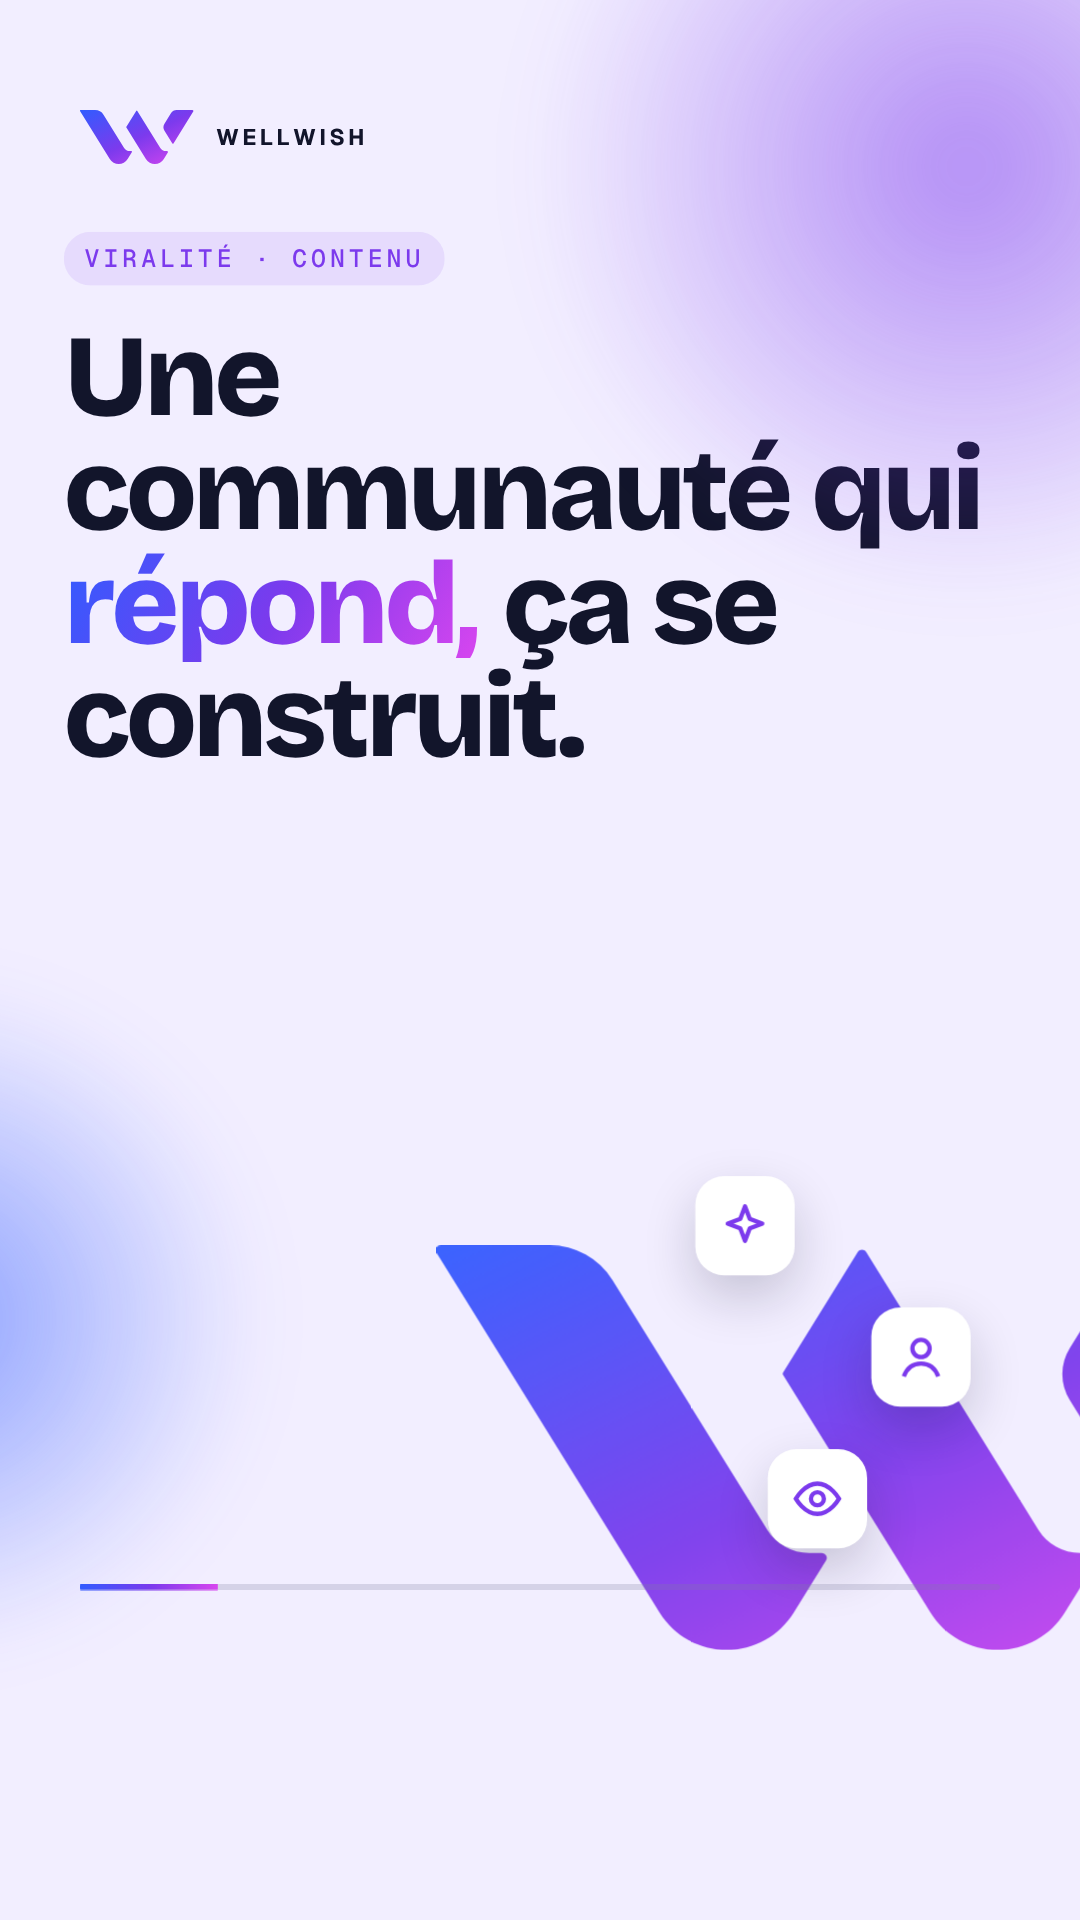 WELLWISH
VIRALITÉ · CONTENU
Une
communauté qui
répond, ça se
construit.